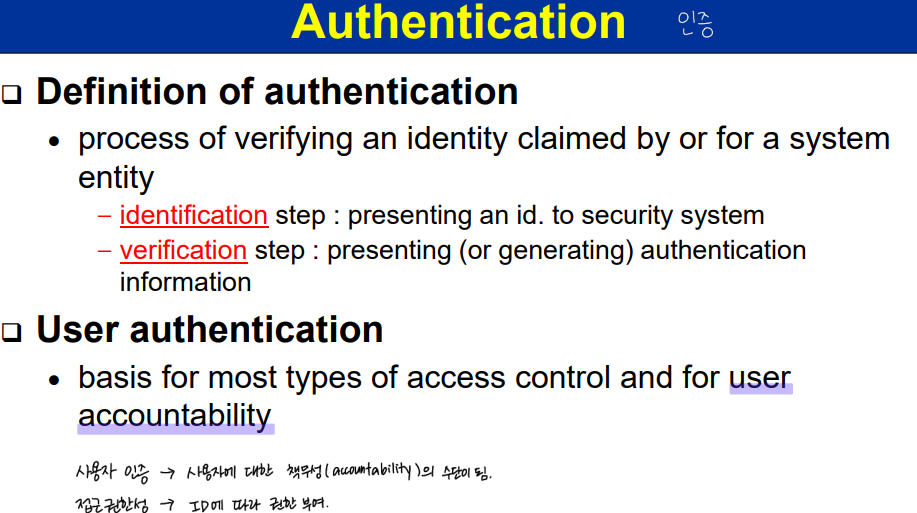 Authentication 인증
❑ Definition of authentication
• process of verifying an identity claimed by or for a system
entity
– identification step : presenting an id. to security system
– verification step : presenting (or generating) authentication
information
❑ User authentication
• basis for most types of access control and for user
accountability
사용자 인증 → 사용자에 대한 책무성(accountability)의 수단이 됨.
접근권한성 → ID에 따라 권한 부여.